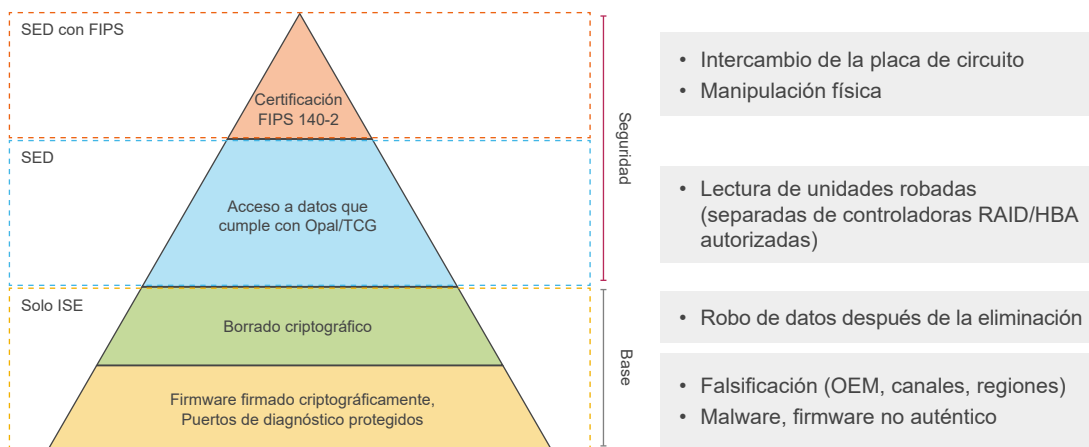 SED con FIPS
Certificación
FIPS 140-2
• Intercambio de la placa de circuito
• Manipulación física
Seguridad
SED
Acceso a datos que
cumple con Opal/TCG
• Lectura de unidades robadas
(separadas de controladoras RAID/HBA
autorizadas)
Solo ISE
Borrado criptográfico
• Robo de datos después de la eliminación
Base
Firmware firmado criptográficamente,
Puertos de diagnóstico protegidos
• Falsificación (OEM, canales, regiones)
• Malware, firmware no auténtico